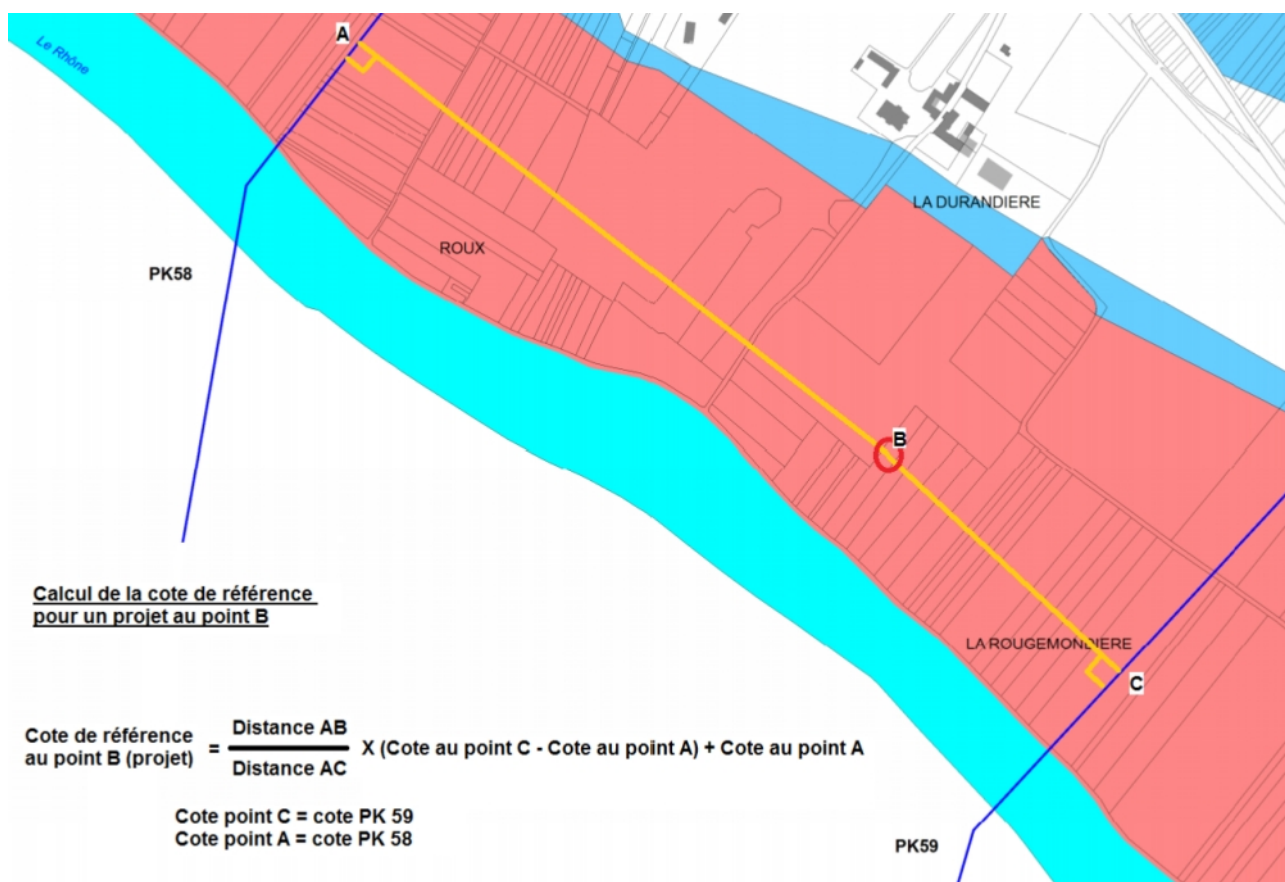 A
Le Rhône
LA DURANDIERE
ROUX
PK58
B
Calcul de la cote de référence
pour un projet au point B
LA ROUGEMONDIERE
C
Cote de référence
au point B (projet)
=
Distance AB
Distance AC
X (Cote au point C - Cote au point A) + Cote au point A
Cote point C = cote PK 59
Cote point A = cote PK 58
PK59